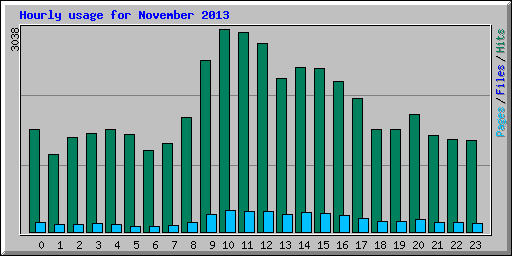 Hourly usage for November 2013
3038
Pages / Files / Hits
0 1 2 3 4 5 6 7 8 9 10 11 12 13 14 15 16 17 18 19 20 21 22 23